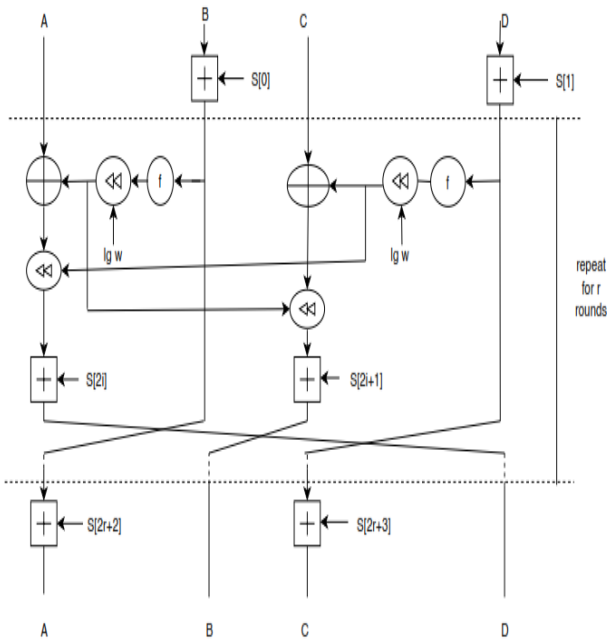 A
B
C
D
S[0]
S[1]
f
f
lg w
lg w
repeat
for r
rounds
S[2i]
S[2i+1]
S[2r+2]
S[2r+3]
A
B
C
D